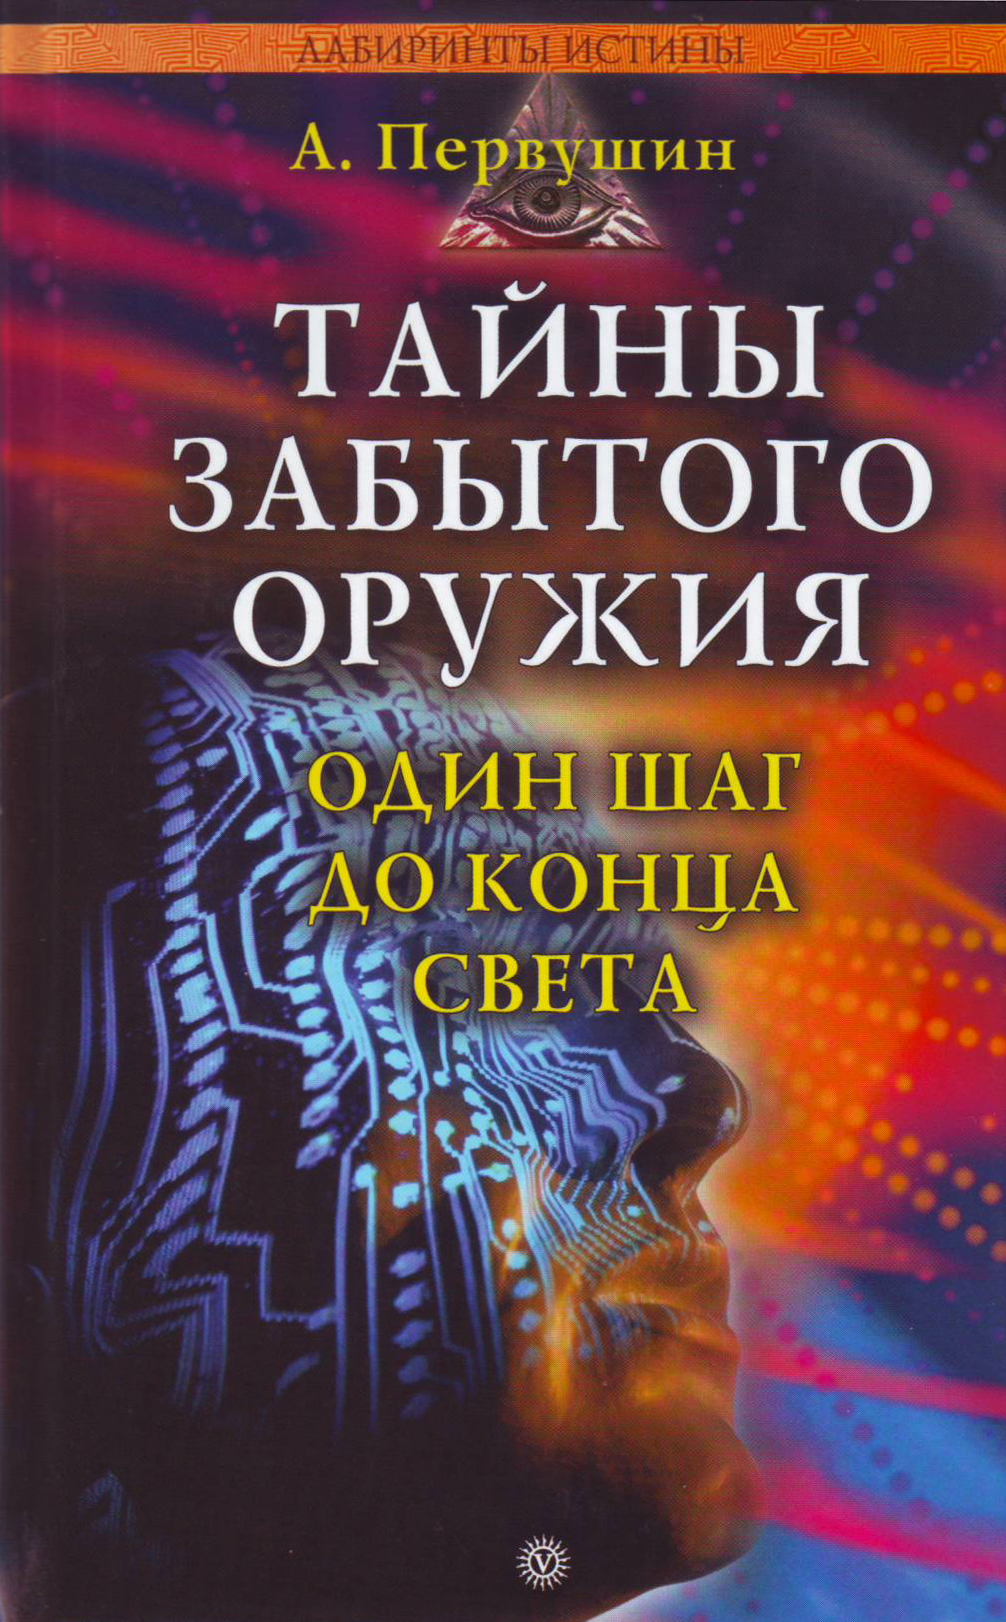 ЛАБИРИНТЫ ИСТИНЫ
А. Первушин
ТАЙНЫ
ЗАБЫТОГО
ОРУЖИЯ
ОДИН ШАГ
ДО КОНЦА
СВЕТА
V